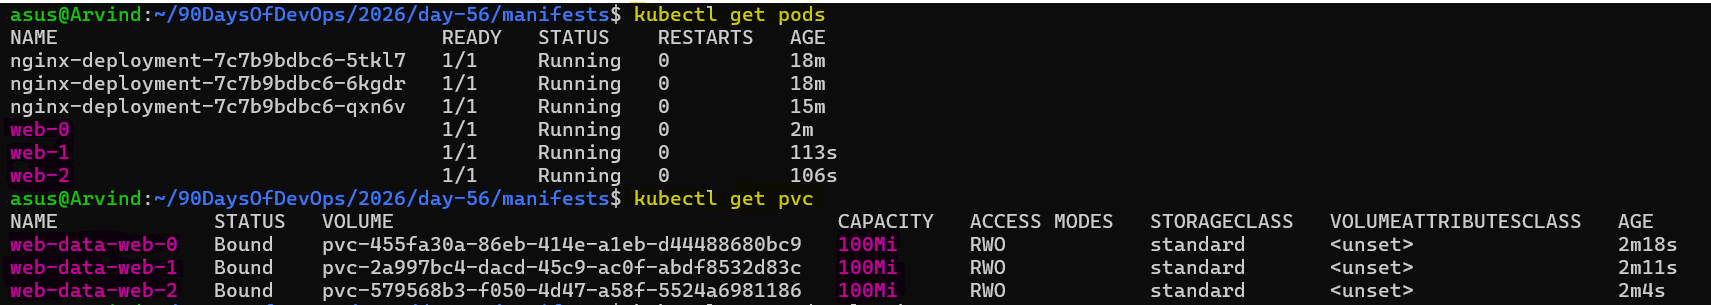 asus@Arvind:~/90DaysOfDevOps/2026/day-56/manifests$ kubectl get pods
NAME READY STATUS RESTARTS AGE
nginx-deployment-7c7b9bdbc6-5tkl7 1/1 Running 0 18m
nginx-deployment-7c7b9bdbc6-6kgdr 1/1 Running 0 18m
nginx-deployment-7c7b9bdbc6-qxn6v 1/1 Running 0 15m
web-0 1/1 Running 0 2m
web-1 1/1 Running 0 113s
web-2 1/1 Running 0 106s
asus@Arvind:~/90DaysOfDevOps/2026/day-56/manifests$ kubectl get pvc
NAME STATUS VOLUME CAPACITY ACCESS MODES STORAGECLASS VOLUMEATTRIBUTESCLASS AGE
web-data-web-0 Bound pvc-455fa30a-86eb-414e-a1eb-d44488680bc9 100Mi RWO standard <unset> 2m18s
web-data-web-1 Bound pvc-2a997bc4-dacd-45c9-ac0f-abdf8532d83c 100Mi RWO standard <unset> 2m11s
web-data-web-2 Bound pvc-579568b3-f050-4d47-a58f-5524a6981186 100Mi RWO standard <unset> 2m4s